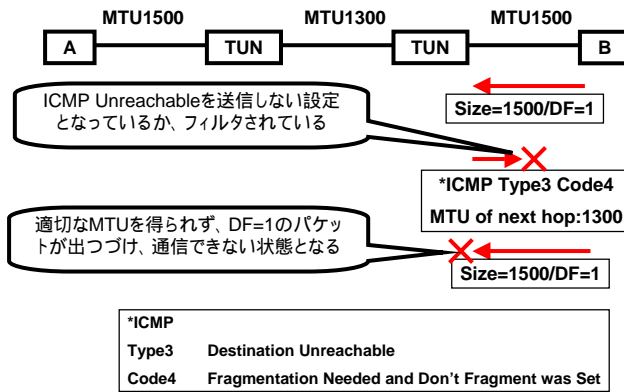 MTU1500 MTU1300 MTU1500
A TUN TUN B
ICMP Unreachableを送信しない設定
となっているか、フィルタされている
Size=1500/DF=1
*ICMP Type3 Code4
MTU of next hop:1300
適切なMTUを得られず、DF=1のパケッ
トが出つづけ、通信できない状態となる
Size=1500/DF=1
*ICMP
Type3 Destination Unreachable
Code4 Fragmentation Needed and Don't Fragment was Set